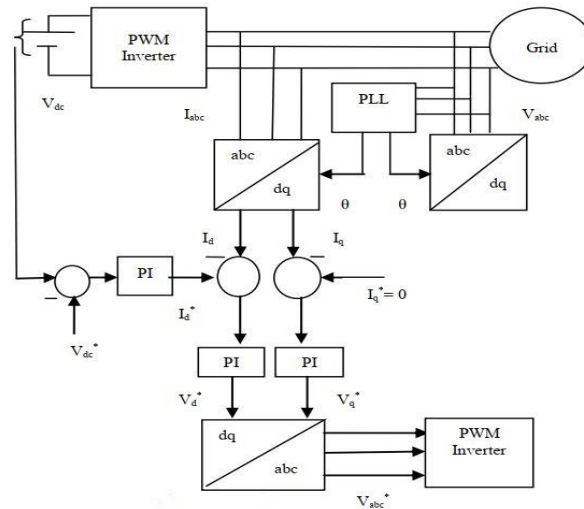 PWM
Inverter
Grid
V_dc
I_abc
PLL
V_abc
abc
dq
abc
dq
θ
θ
I_d
I_q
PI
I_d*
I_q* = 0
V_dc*
PI
PI
V_d*
V_q*
dq
abc
PWM
Inverter
V_abc*